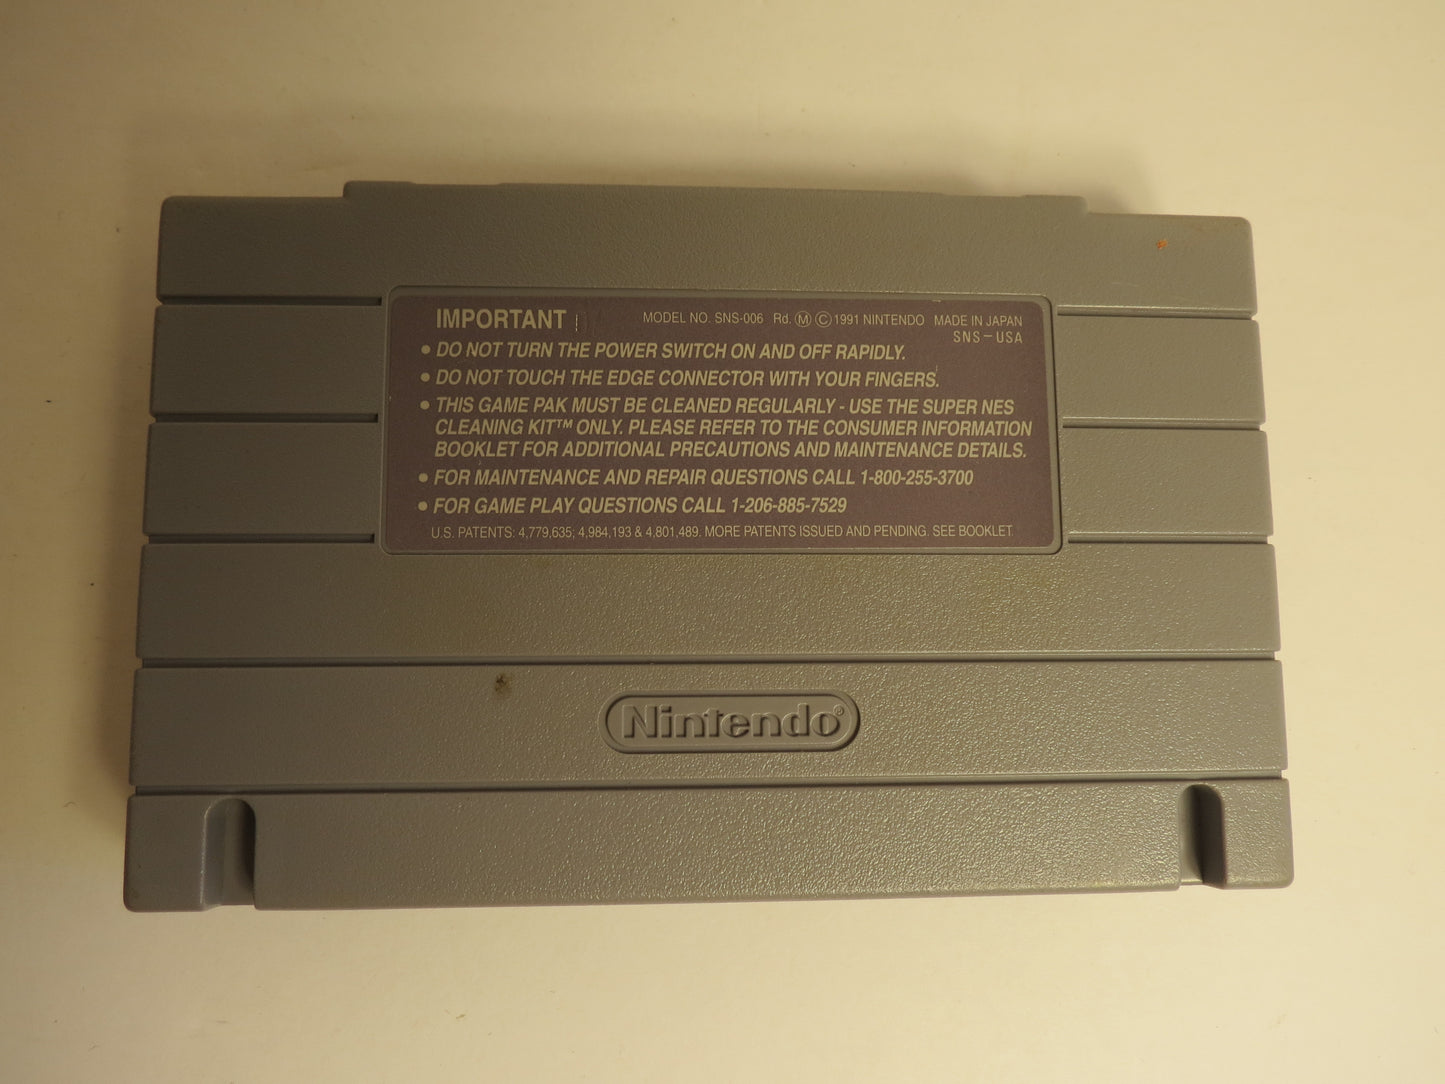 IMPORTANT MODEL NO. SNS-006 Rd. Ⓜ © 1991 NINTENDO MADE IN JAPAN
SNS-USA
• DO NOT TURN THE POWER SWITCH ON AND OFF RAPIDLY.
• DO NOT TOUCH THE EDGE CONNECTOR WITH YOUR FINGERS.
• THIS GAME PAK MUST BE CLEANED REGULARLY - USE THE SUPER NES
CLEANING KIT™ ONLY. PLEASE REFER TO THE CONSUMER INFORMATION
BOOKLET FOR ADDITIONAL PRECAUTIONS AND MAINTENANCE DETAILS.
• FOR MAINTENANCE AND REPAIR QUESTIONS CALL 1-800-255-3700
• FOR GAME PLAY QUESTIONS CALL 1-206-885-7529
U.S. PATENTS: 4,779,635; 4,984,193 & 4,801,489. MORE PATENTS ISSUED AND PENDING. SEE BOOKLET
Nintendo®